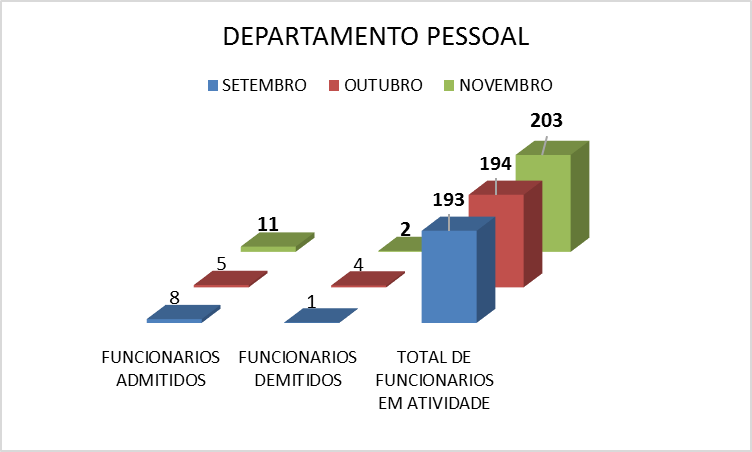 DEPARTAMENTO PESSOAL
SETEMBRO OUTUBRO NOVEMBRO
203
194
193
11
2
5
4
8
1
FUNCIONARIOS ADMITIDOS
FUNCIONARIOS DEMITIDOS
TOTAL DE FUNCIONARIOS EM ATIVIDADE